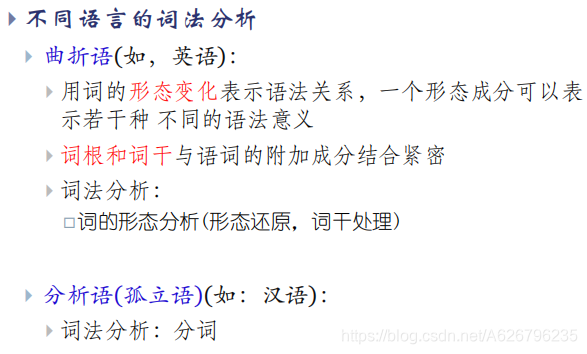 不同语言的词法分析
曲折语(如，英语)：
用词的形态变化表示语法关系，一个形态成分可以表
示若干种 不同的语法意义
词根和词干与语词的附加成分结合紧密
词法分析：
词的形态分析(形态还原，词干处理)
分析语(孤立语)(如：汉语)：
词法分析：分词
https://blog.csdn.net/A626796235